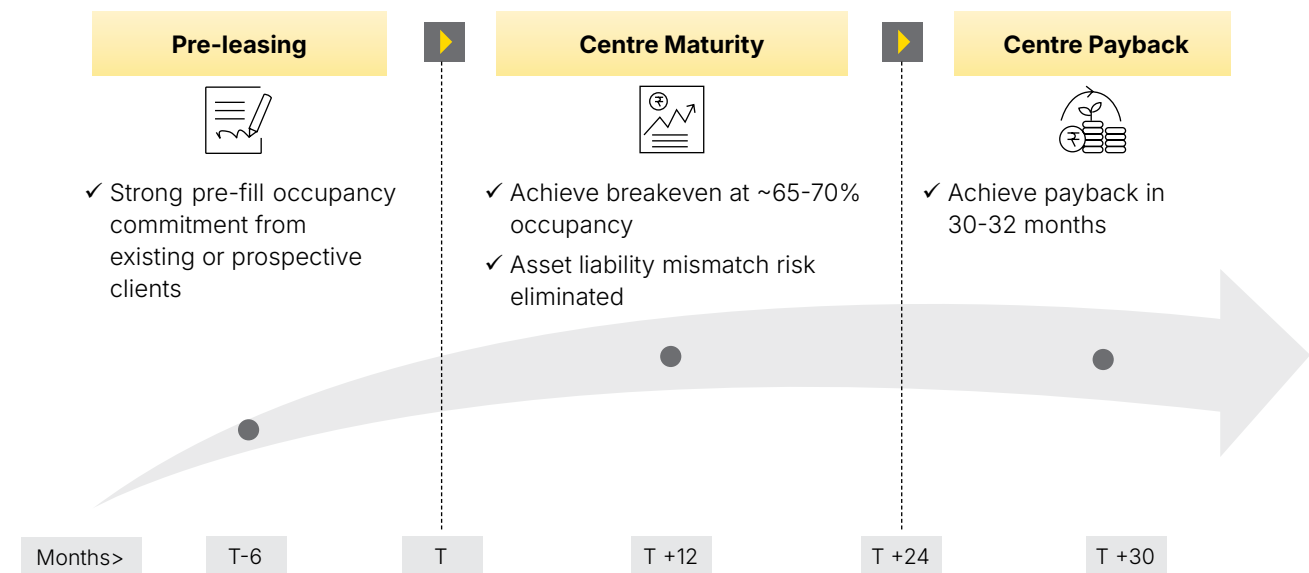 Pre-leasing
Centre Maturity
Centre Payback
₹
₹
✓ Strong pre-fill occupancy
commitment from
existing or prospective
clients
✓ Achieve breakeven at ~65-70%
occupancy
✓ Asset liability mismatch risk
eliminated
✓ Achieve payback in
30-32 months
Months>
T-6
T
T +12
T +24
T +30